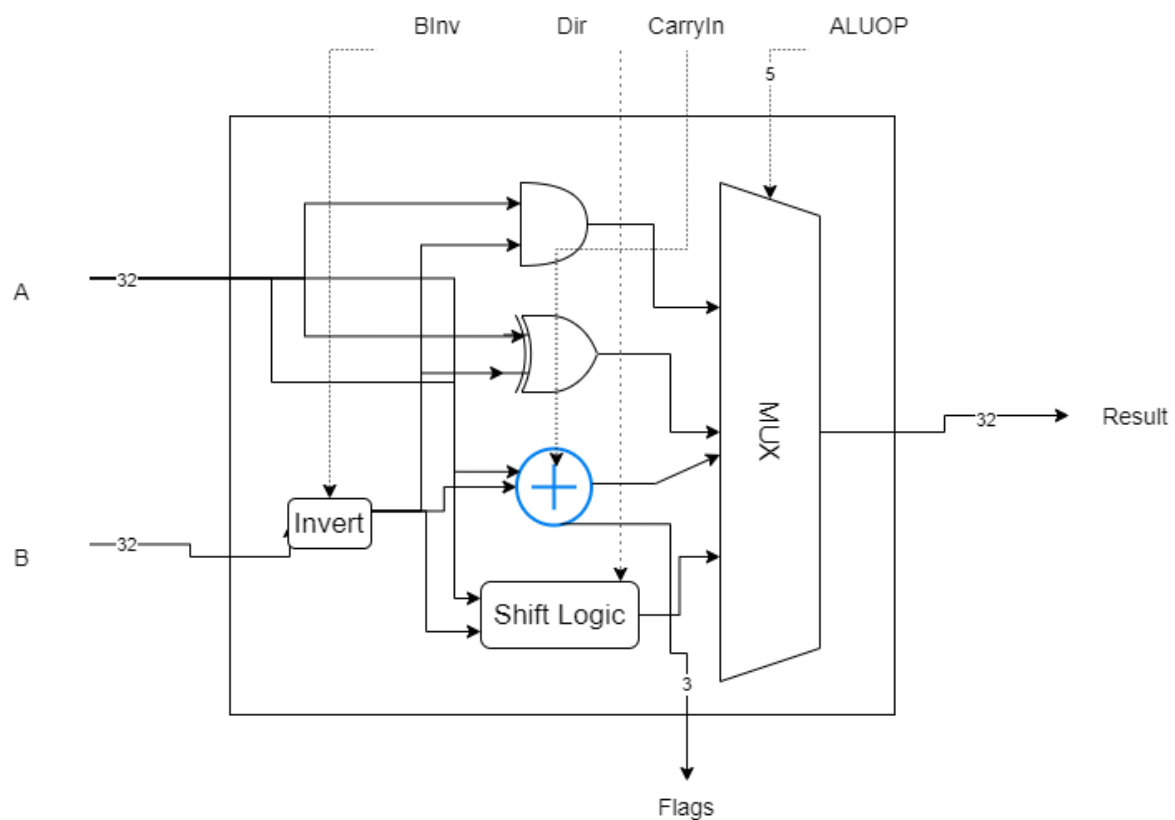 BInv
Dir
CarryIn
ALUOP
5
A
32
MUX
32
Result
Invert
B
32
Shift Logic
3
Flags